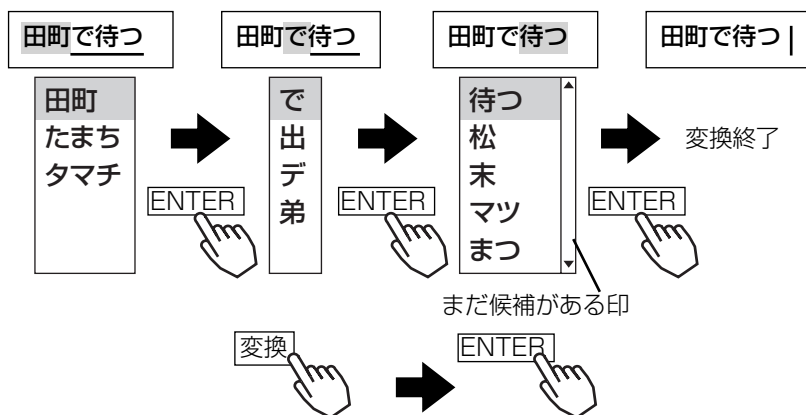 田町で待つ
田町で待つ
田町で待つ
田町で待つ
田町
たまち
タマチ
で
出
デ
弟
待つ
松
末
マツ
まつ
変換終了
ENTER
ENTER
ENTER
まだ候補がある印
変換
ENTER